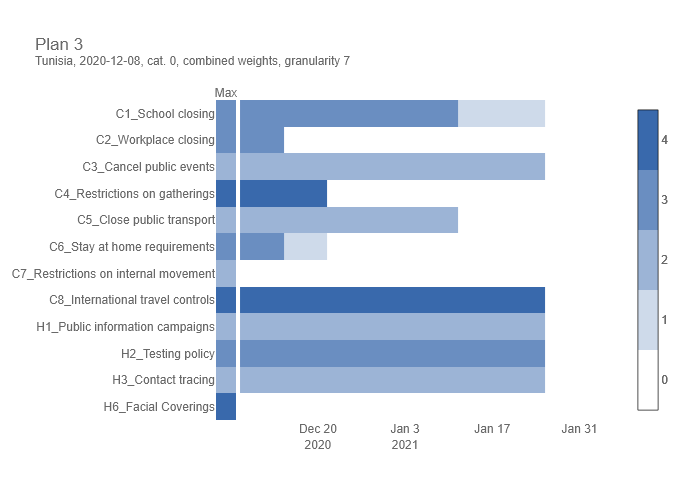 Plan 3
Tunisia, 2020-12-08, cat. 0, combined weights, granularity 7
Max
C1_School closing
C2_Workplace closing
C3_Cancel public events
C4_Restrictions on gatherings
C5_Close public transport
C6_Stay at home requirements
C7_Restrictions on internal movement
C8_International travel controls
H1_Public information campaigns
H2_Testing policy
H3_Contact tracing
H6_Facial Coverings
Dec 20 Jan 3 Jan 17 Jan 31
2020 2021
4
3
2
1
0